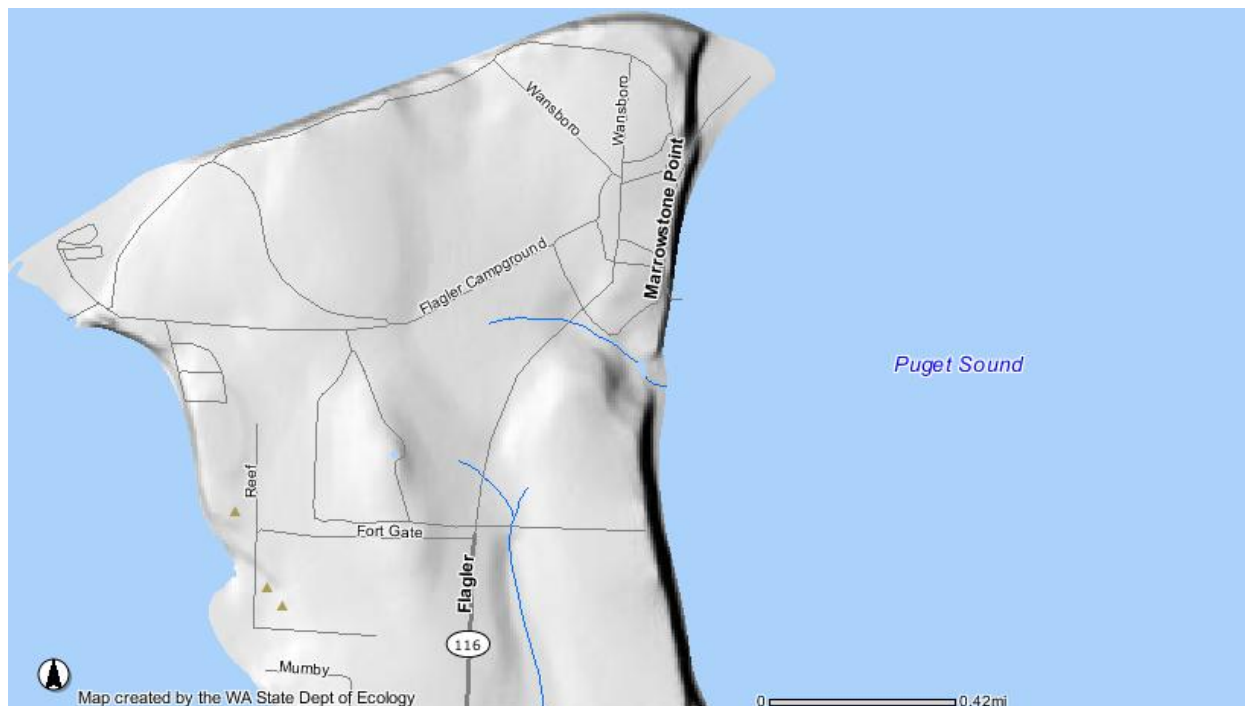 Wansboro
Wansboro
Marrowstone Point
Flagler Campground
Puget Sound
Reef
Fort Gate
Flagler
116
Mumby
Map created by the WA State Dept of Ecology
0 0.42mi